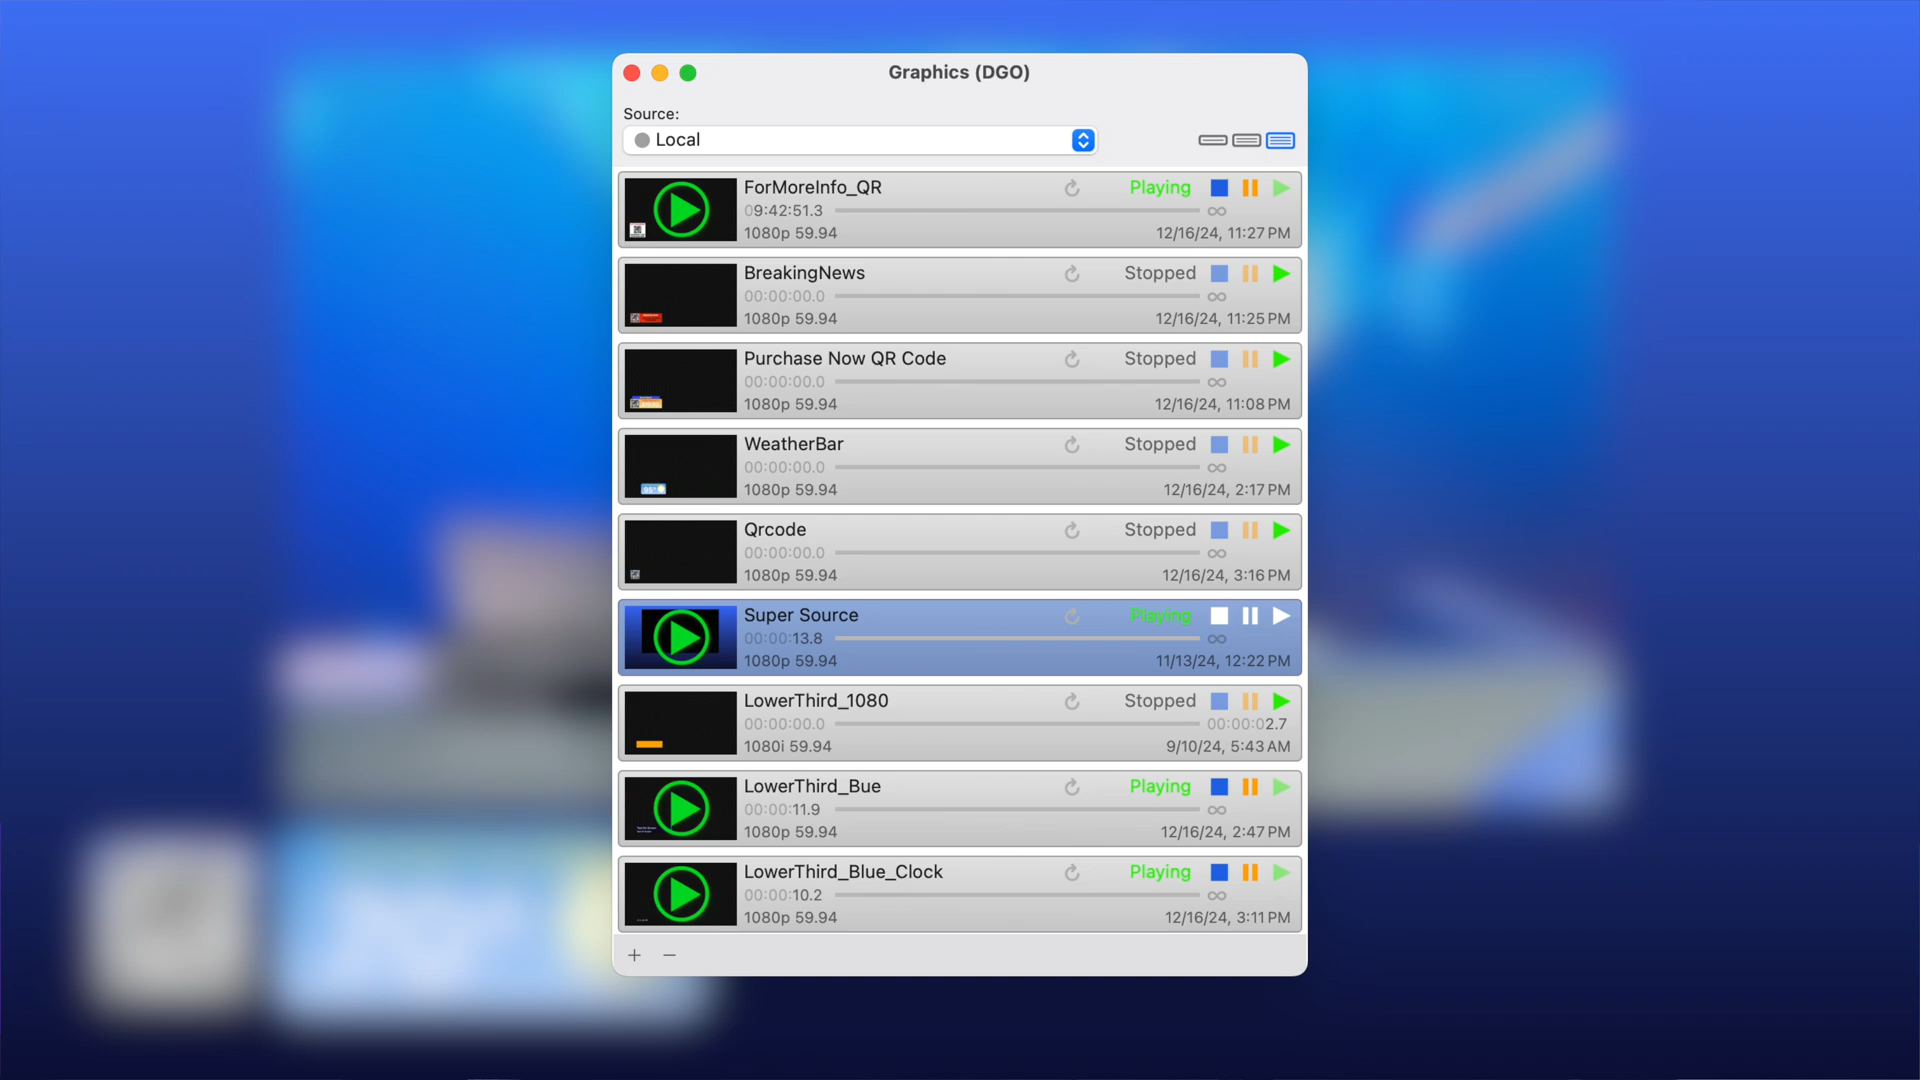 Graphics (DGO)
Source:
Local
ForMoreInfo_QR Playing
09:42:51.3 ∞
1080p 59.94 12/16/24, 11:27 PM
BreakingNews Stopped
00:00:00.0 ∞
1080p 59.94 12/16/24, 11:25 PM
Purchase Now QR Code Stopped
00:00:00.0 ∞
1080p 59.94 12/16/24, 11:08 PM
WeatherBar Stopped
00:00:00.0 ∞
95°
1080p 59.94 12/16/24, 2:17 PM
Qrcode Stopped
00:00:00.0 ∞
1080p 59.94 12/16/24, 3:16 PM
Super Source Playing
00:00:13.8 ∞
1080p 59.94 11/13/24, 12:22 PM
LowerThird_1080 Stopped
00:00:00.0 00:00:02.7
1080i 59.94 9/10/24, 5:43 AM
LowerThird_Bue Playing
00:00:11.9 ∞
1080p 59.94 12/16/24, 2:47 PM
LowerThird_Blue_Clock Playing
00:00:10.2 ∞
1080p 59.94 12/16/24, 3:11 PM
+ −